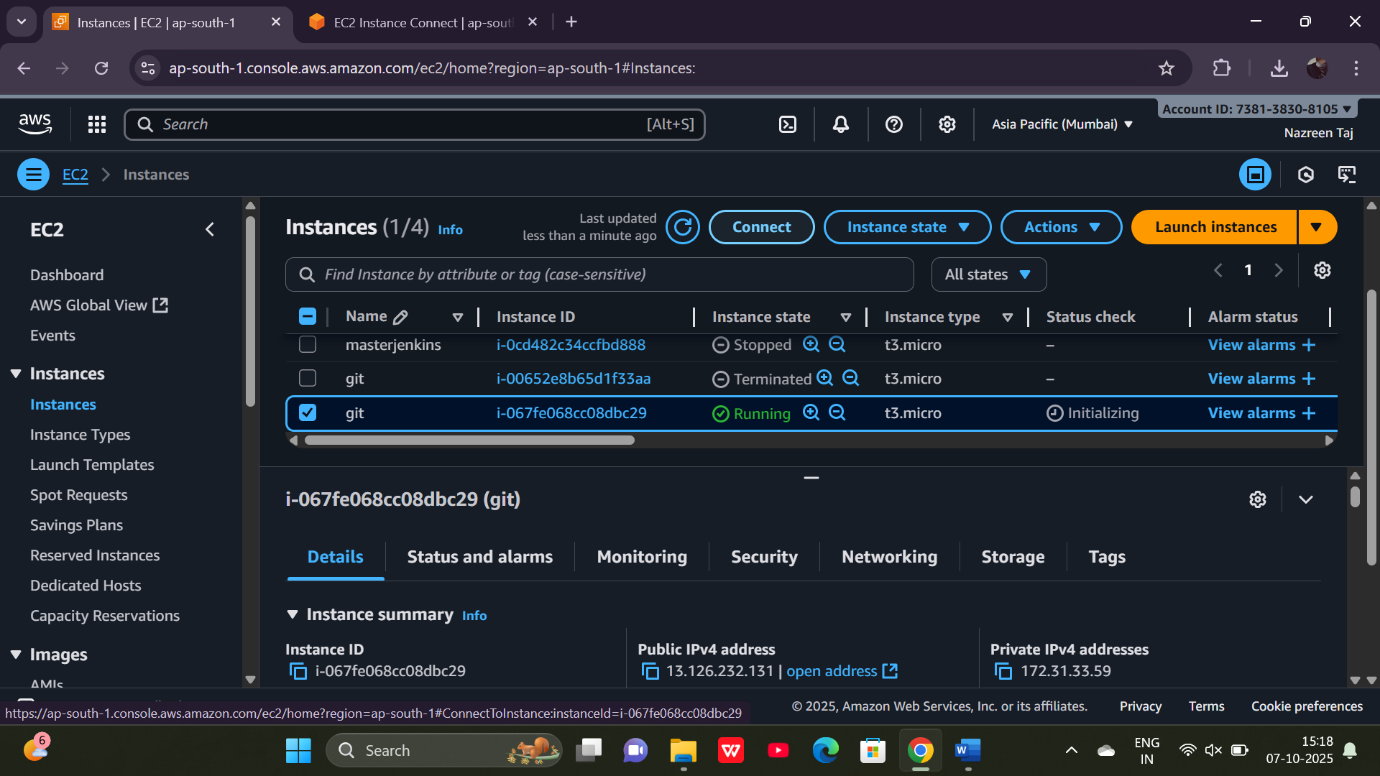 Instances | EC2 | ap-south-1
EC2 Instance Connect | ap-sout
ap-south-1.console.aws.amazon.com/ec2/home?region=ap-south-1#Instances:
aws
Search
[Alt+S]
Asia Pacific (Mumbai)
Account ID: 7381-3830-8105
Nazreen Taj
EC2
Instances
EC2
Dashboard
AWS Global View
Events
Instances
Instances
Instance Types
Launch Templates
Spot Requests
Savings Plans
Reserved Instances
Dedicated Hosts
Capacity Reservations
Images
AMIs
Instances (1/4) Info
Last updated
less than a minute ago
Connect
Instance state
Actions
Launch instances
Find Instance by attribute or tag (case-sensitive)
All states
1
Name Instance ID Instance state Instance type Status check Alarm status
masterjenkins i-0cd482c34ccfbd888 Stopped t3.micro – View alarms +
git i-00652e8b65d1f33aa Terminated t3.micro – View alarms +
git i-067fe068cc08dbc29 Running t3.micro Initializing View alarms +
i-067fe068cc08dbc29 (git)
Details Status and alarms Monitoring Security Networking Storage Tags
Instance summary Info
Instance ID
i-067fe068cc08dbc29
Public IPv4 address
13.126.232.131 | open address
Private IPv4 addresses
172.31.33.59
https://ap-south-1.console.aws.amazon.com/ec2/home?region=ap-south-1#ConnectToInstance:instanceId=i-067fe068cc08dbc29
© 2025, Amazon Web Services, Inc. or its affiliates. Privacy Terms Cookie preferences
6
Search
ENG
IN
15:18
07-10-2025